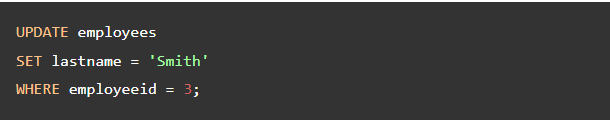 UPDATE employees
SET lastname = 'Smith'
WHERE employeeid = 3;